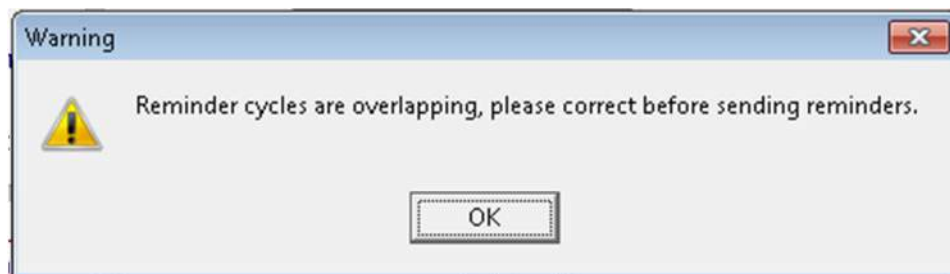 Warning
Reminder cycles are overlapping, please correct before sending reminders.
OK